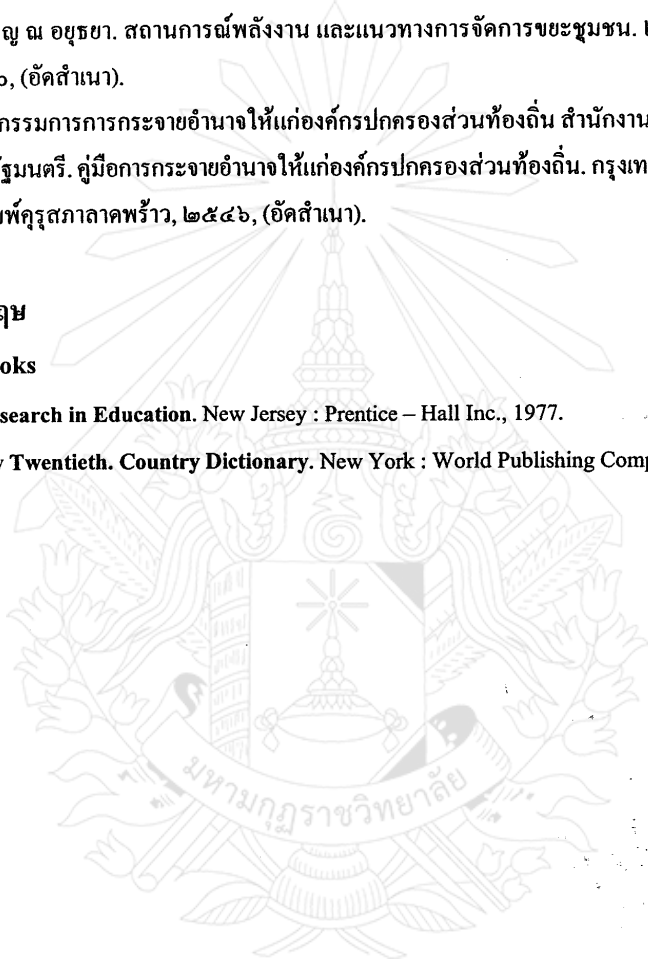 ญ ณ อยุธยา. สถานการณ์พลังงาน และแนวทางการจัดการขยะชุมชน.
๐, (อัดสำเนา).
กรรมการการกระจายอำนาจให้แก่องค์กรปกครองส่วนท้องถิ่น สำนักงาน
รัฐมนตรี. คู่มือการกระจายอำนาจให้แก่องค์กรปกครองส่วนท้องถิ่น. กรุงเทพ
มพ์คุรุสภาลาดพร้าว, ๒๕๔๖, (อัดสำเนา).
ฤษ
oks
search in Education. New Jersey : Prentice – Hall Inc., 1977.
Twentieth. Country Dictionary. New York : World Publishing Comp
มหามกุฏราชวิทยาลัย